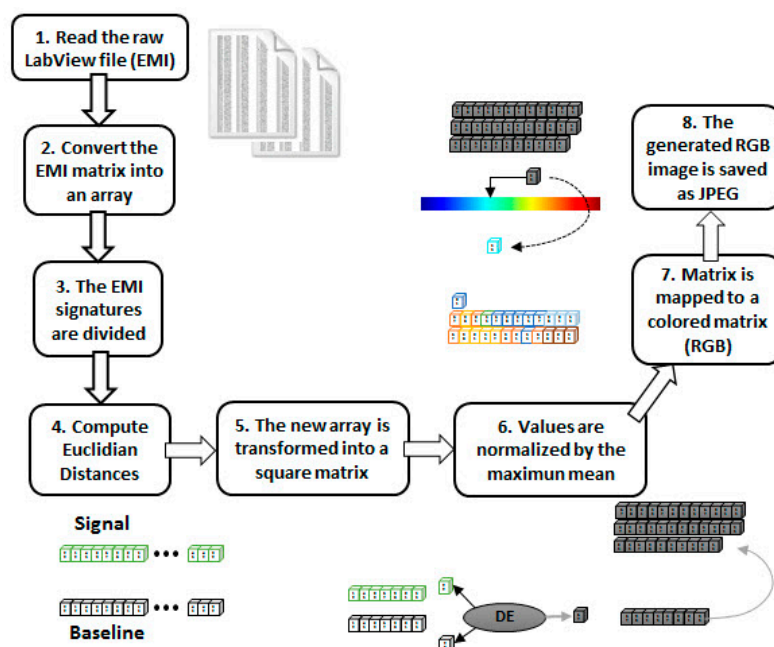 1. Read the raw
LabView file (EMI)
2. Convert the
EMI matrix into
an array
3. The EMI
signatures
are divided
4. Compute
Euclidian
Distances
5. The new array is
transformed into a
square matrix
6. Values are
normalized by the
maximun mean
7. Matrix is
mapped to a
colored matrix
(RGB)
8. The
generated RGB
image is saved
as JPEG
Signal
Baseline
DE